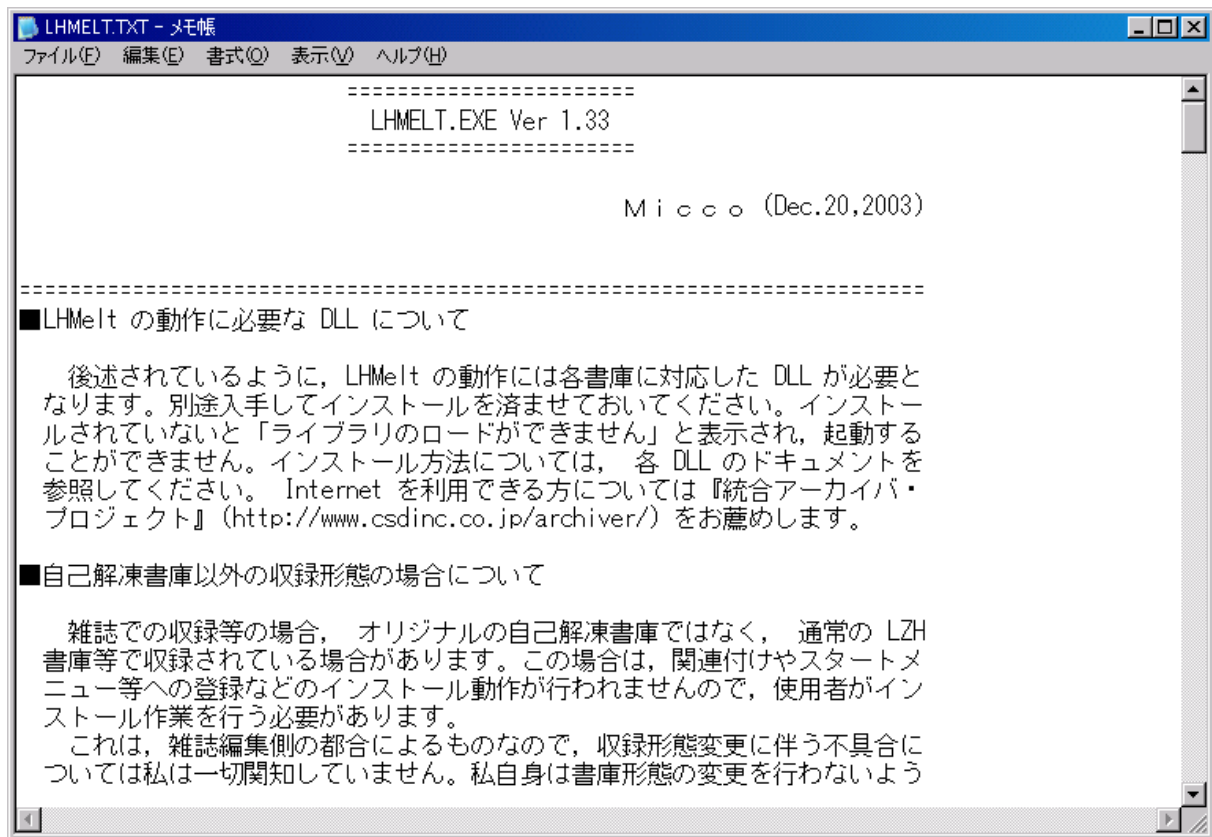 LHMELT.TXT - メモ帳
ファイル(F) 編集(E) 書式(O) 表示(V) ヘルプ(H)
=======================
LHMELT.EXE Ver 1.33
=======================
Ｍｉｃｃｏ (Dec.20,2003)
========================================================================
■LHMelt の動作に必要な DLL について
後述されているように, LHMelt の動作には各書庫に対応した DLL が必要と
なります。別途入手してインストールを済ませておいてください。インストー
ルされていないと「ライブラリのロードができません」と表示され, 起動する
ことができません。インストール方法については, 各 DLL のドキュメントを
参照してください。 Internet を利用できる方については『統合アーカイバ・
プロジェクト』(http://www.csdinc.co.jp/archiver/) をお薦めします。
■自己解凍書庫以外の収録形態の場合について
雑誌での収録等の場合, オリジナルの自己解凍書庫ではなく, 通常の LZH
書庫等で収録されている場合があります。この場合は, 関連付けやスタートメ
ニュー等への登録などのインストール動作が行われませんので, 使用者がイン
ストール作業を行う必要があります。
これは, 雑誌編集側の都合によるものなので, 収録形態変更に伴う不具合に
ついては私は一切関知していません。私自身は書庫形態の変更を行わないよう